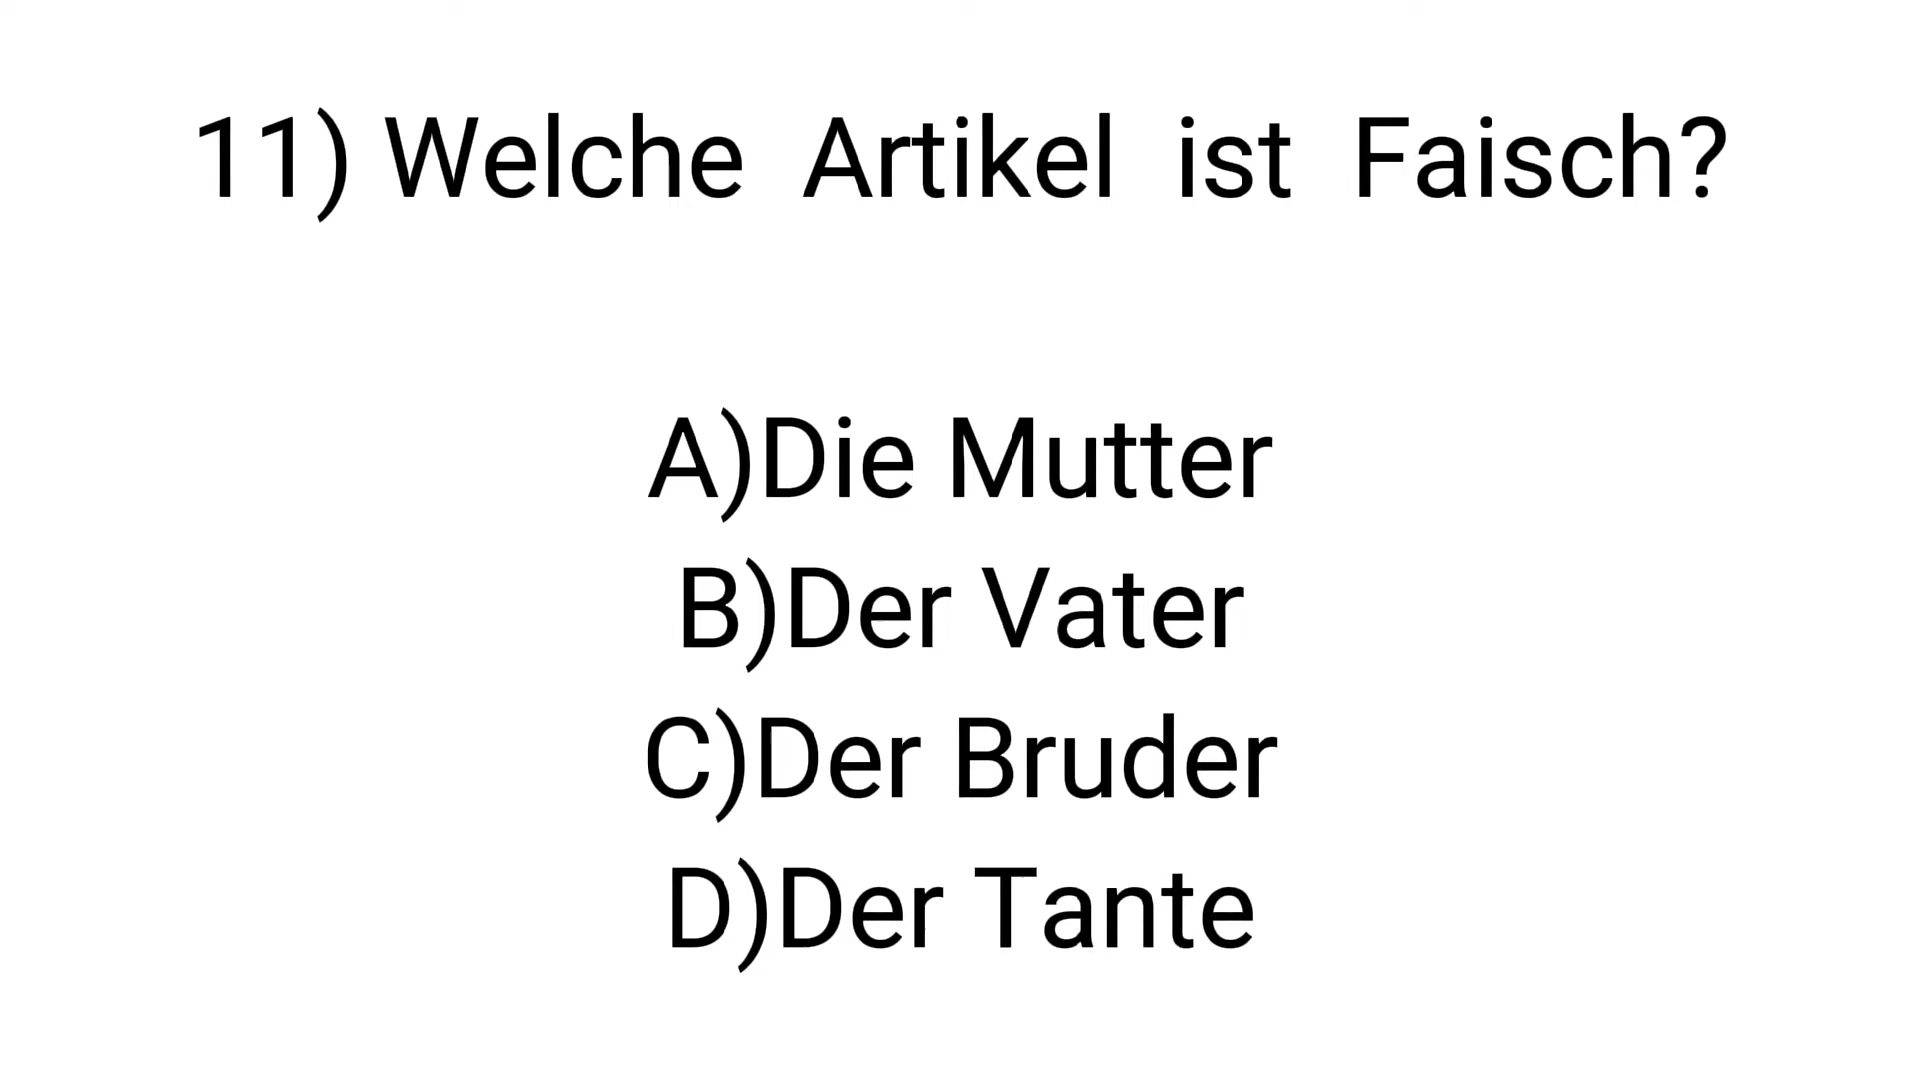 11) Welche Artikel ist Faisch?
A)Die Mutter
B)Der Vater
C)Der Bruder
D)Der Tante